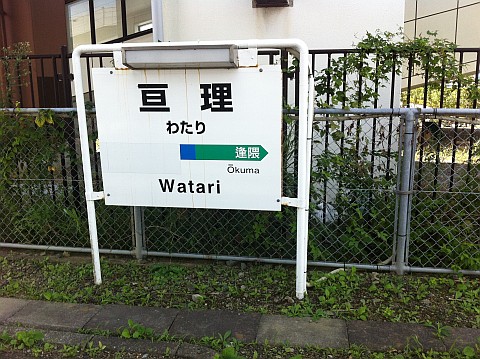 亘理
わたり
逢隈
Ōkuma
Watari